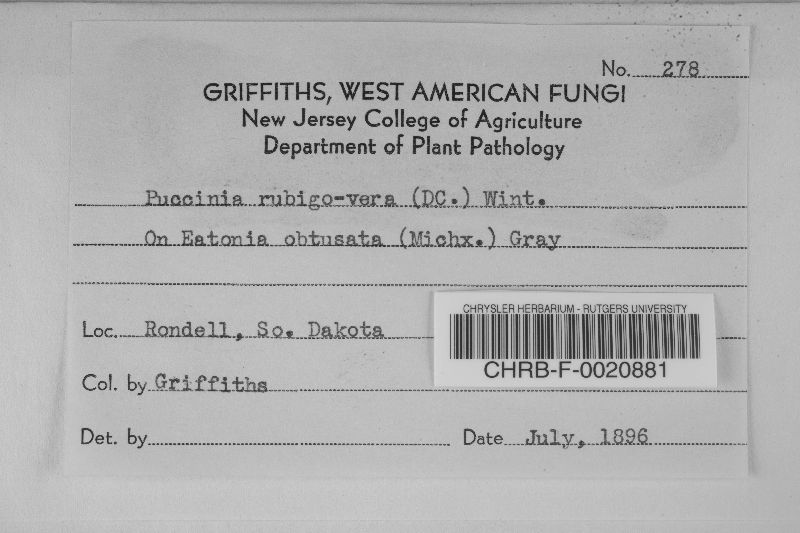 No. 278
GRIFFITHS, WEST AMERICAN FUNGI
New Jersey College of Agriculture
Department of Plant Pathology
Puccinia rubigo-vera (DC.) Wint.
On Eatonia obtusata (Michx.) Gray
Loc. Rondell, So. Dakota
CHRYSLER HERBARIUM - RUTGERS UNIVERSITY
CHRB-F-0020881
Col. by Griffiths
Det. by Date July, 1896